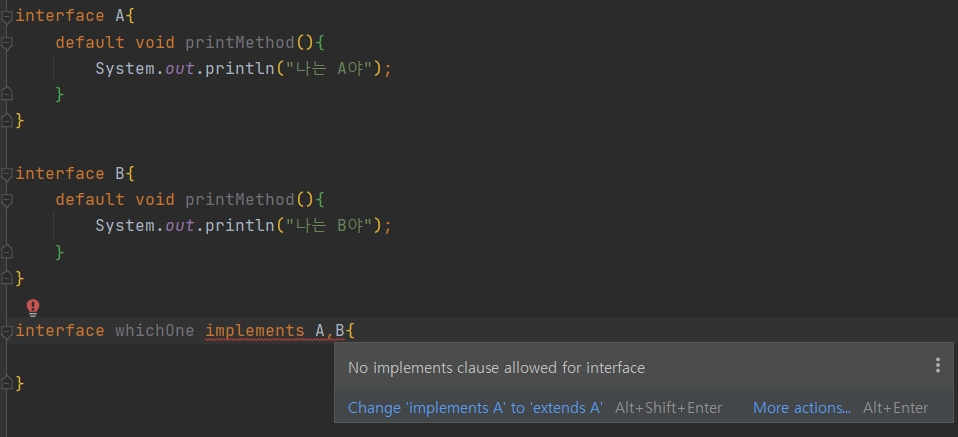 interface A{
default void printMethod(){
System.out.println("나는 A야");
}
}
interface B{
default void printMethod(){
System.out.println("나는 B야");
}
}
interface whichOne implements A,B{
No implements clause allowed for interface
Change 'implements A' to 'extends A' Alt+Shift+Enter More actions... Alt+Enter
}